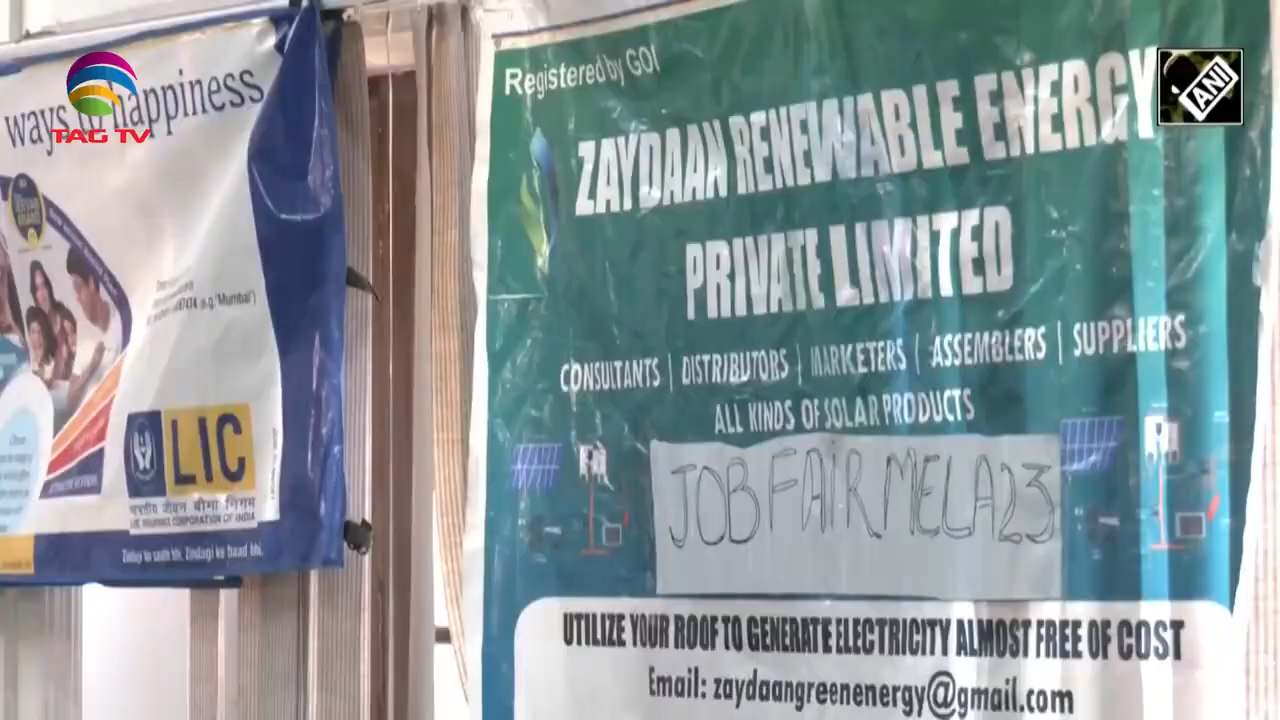 ways to happiness
TAG TV
LIC
भारतीय जीवन बीमा निगम
LIFE INSURANCE CORPORATION OF INDIA
Zindagi ke saath bhi, Zindagi ke baad bhi.
ANI
Registered by GOI
ZAYDAAN RENEWABLE ENERGY
PRIVATE LIMITED
CONSULTANTS | DISTRIBUTORS | MARKETERS | ASSEMBLERS | SUPPLIERS
ALL KINDS OF SOLAR PRODUCTS
JOB FAIR MELA 23
UTILIZE YOUR ROOF TO GENERATE ELECTRICITY ALMOST FREE OF COST
Email: zaydaangreenenergy@gmail.com